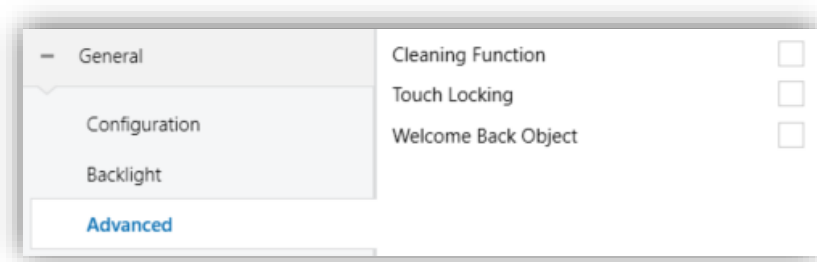 General
Configuration
Backlight
Advanced
Cleaning Function
Touch Locking
Welcome Back Object